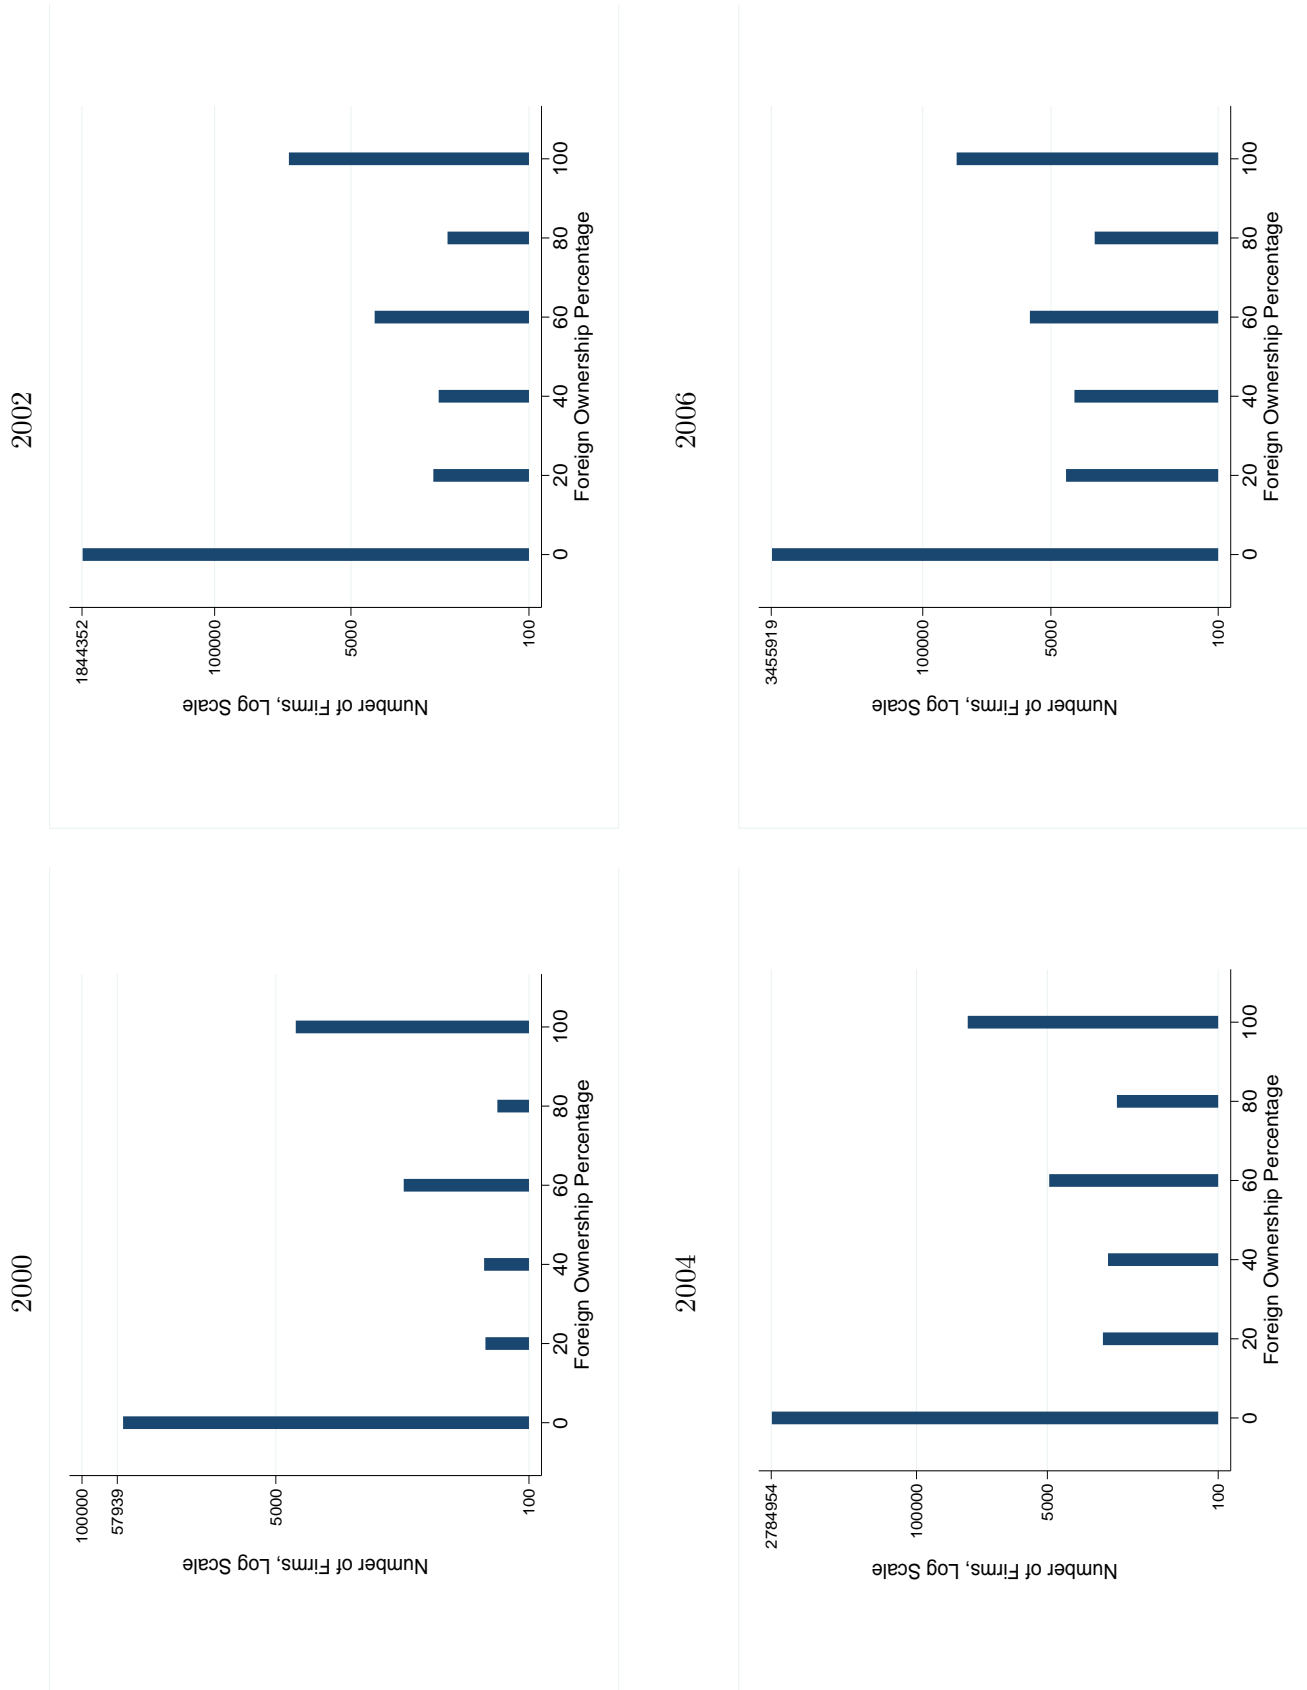 2000
100000
57939
5000
100
Number of Firms, Log Scale
0 20 40 60 80 100
Foreign Ownership Percentage
2002
1844352
100000
5000
100
Number of Firms, Log Scale
0 20 40 60 80 100
Foreign Ownership Percentage
2004
2784954
100000
5000
100
Number of Firms, Log Scale
0 20 40 60 80 100
Foreign Ownership Percentage
2006
3455919
100000
5000
100
Number of Firms, Log Scale
0 20 40 60 80 100
Foreign Ownership Percentage